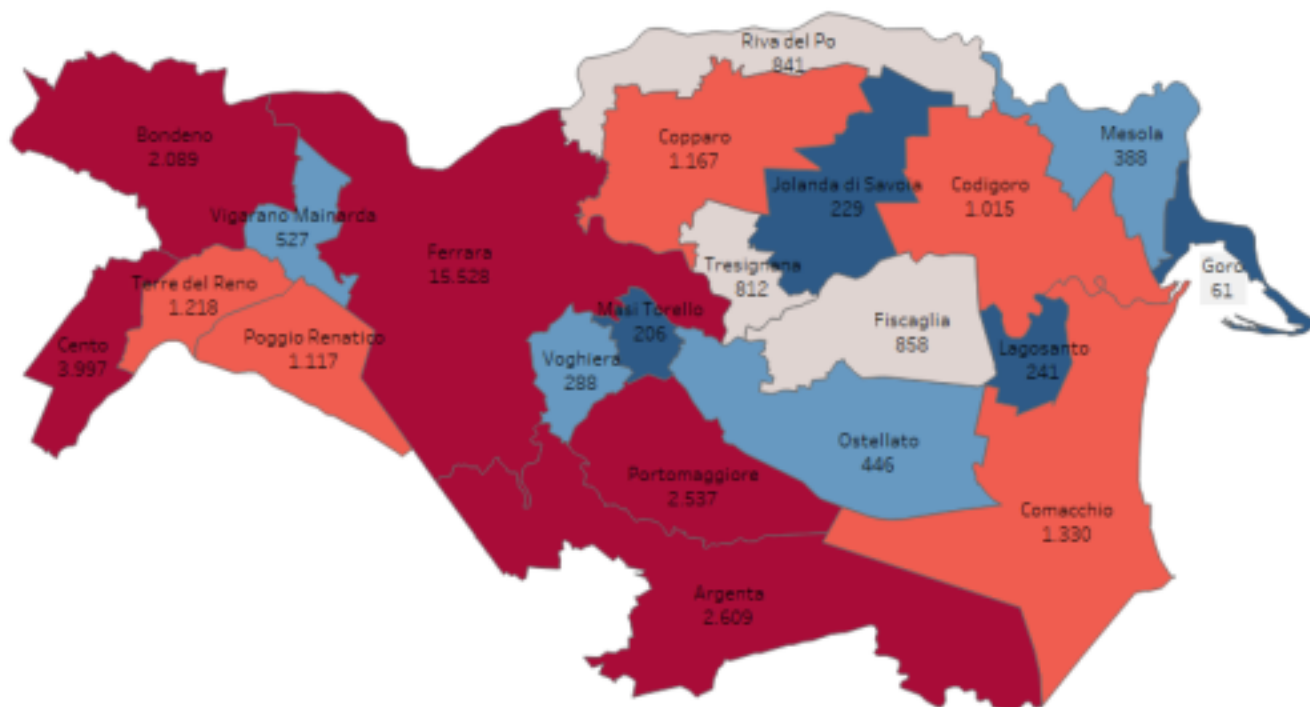 Riva del Po
841
Bondeno
2.089
Copparo
1.167
Mesola
388
Jolanda di Savoia
229
Codigoro
1.015
Vigarano Mainarda
527
Ferrara
15.528
Tresignana
812
Goro
61
Terre del Reno
1.218
Masi Torello
206
Fiscaglia
858
Poggio Renatico
1.117
Cento
3.997
Voghiera
288
Lagosanto
241
Ostellato
446
Portomaggiore
2.537
Comacchio
1.330
Argenta
2.609